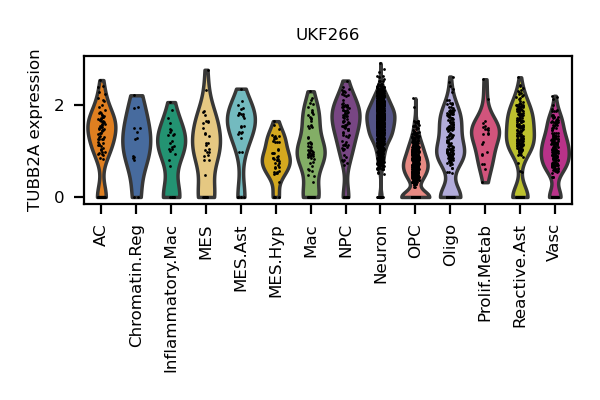 UKF266
TUBB2A expression
2
0
AC
Chromatin.Reg
Inflammatory.Mac
MES
MES.Ast
MES.Hyp
Mac
NPC
Neuron
OPC
Oligo
Prolif.Metab
Reactive.Ast
Vasc